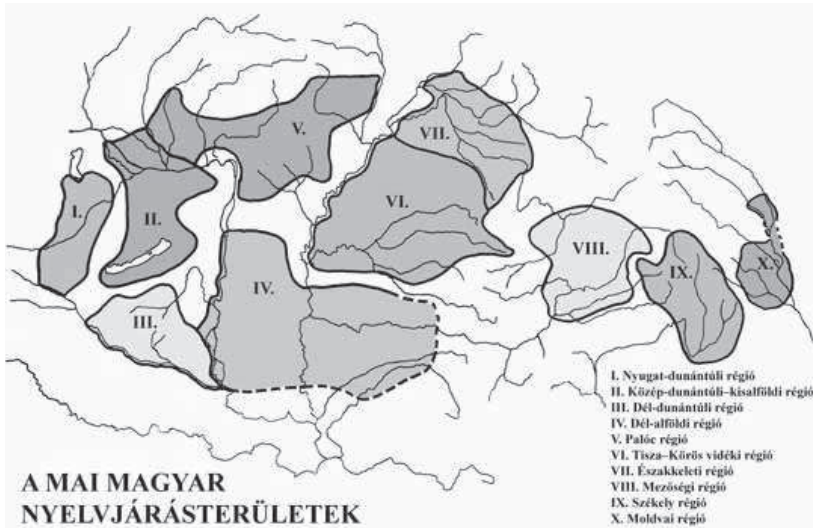 V.
VII.
I.
II.
VI.
VIII.
IX.
X.
IV.
III.
I. Nyugat-dunántúli régió
II. Közép-dunántúli–kisalföldi régió
III. Dél-dunántúli régió
IV. Dél-alföldi régió
V. Palóc régió
VI. Tisza–Körös vidéki régió
VII. Északkeleti régió
VIII. Mezőségi régió
IX. Székely régió
X. Moldvai régió
A MAI MAGYAR
NYELVJÁRÁSTERÜLETEK